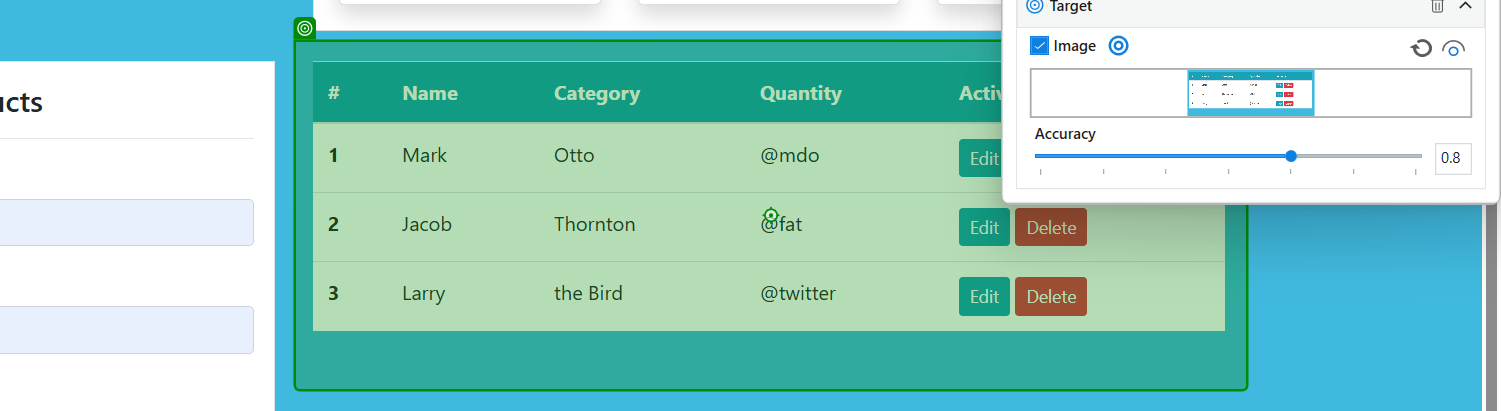 Target
Image
Accuracy
0.8
ucts
# Name Category Quantity Activ
1 Mark Otto @mdo Edit
2 Jacob Thornton @fat Edit Delete
3 Larry the Bird @twitter Edit Delete